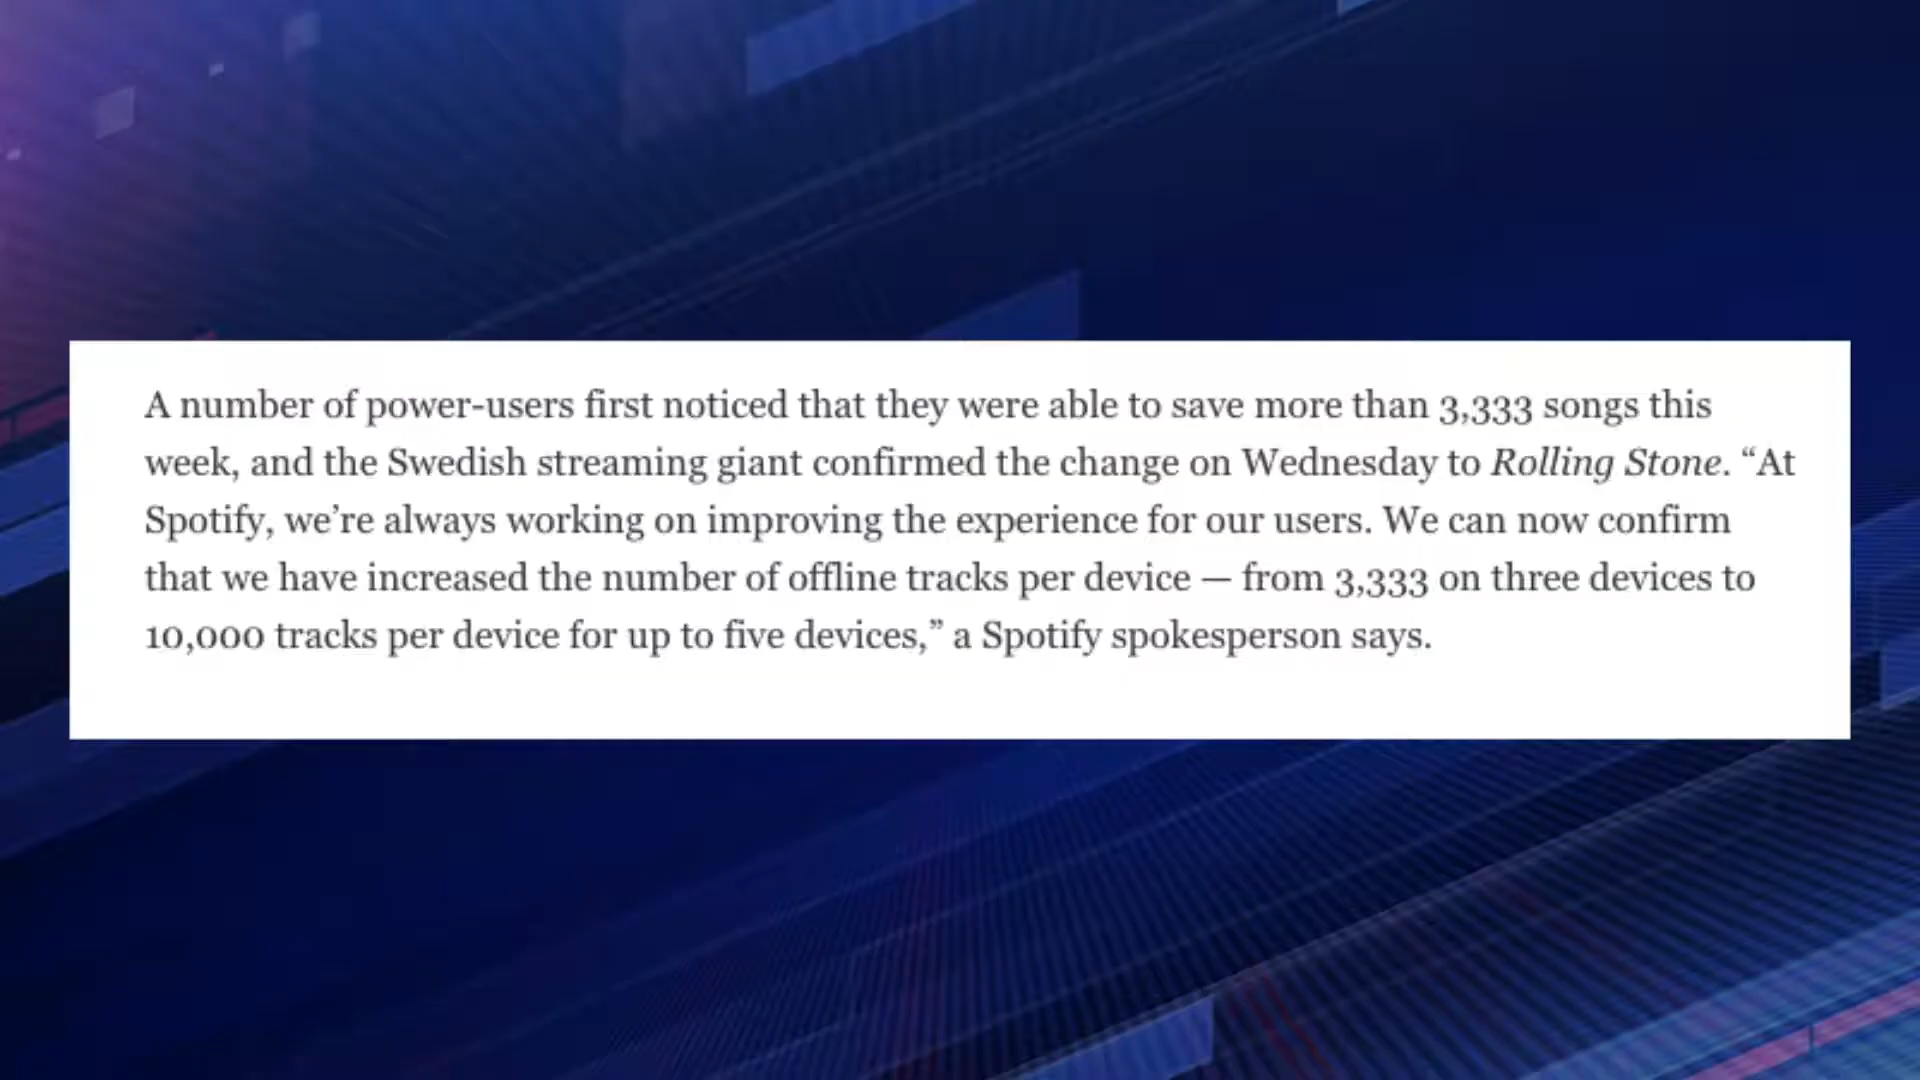 A number of power-users first noticed that they were able to save more than 3,333 songs this
week, and the Swedish streaming giant confirmed the change on Wednesday to Rolling Stone. “At
Spotify, we’re always working on improving the experience for our users. We can now confirm
that we have increased the number of offline tracks per device — from 3,333 on three devices to
10,000 tracks per device for up to five devices,” a Spotify spokesperson says.